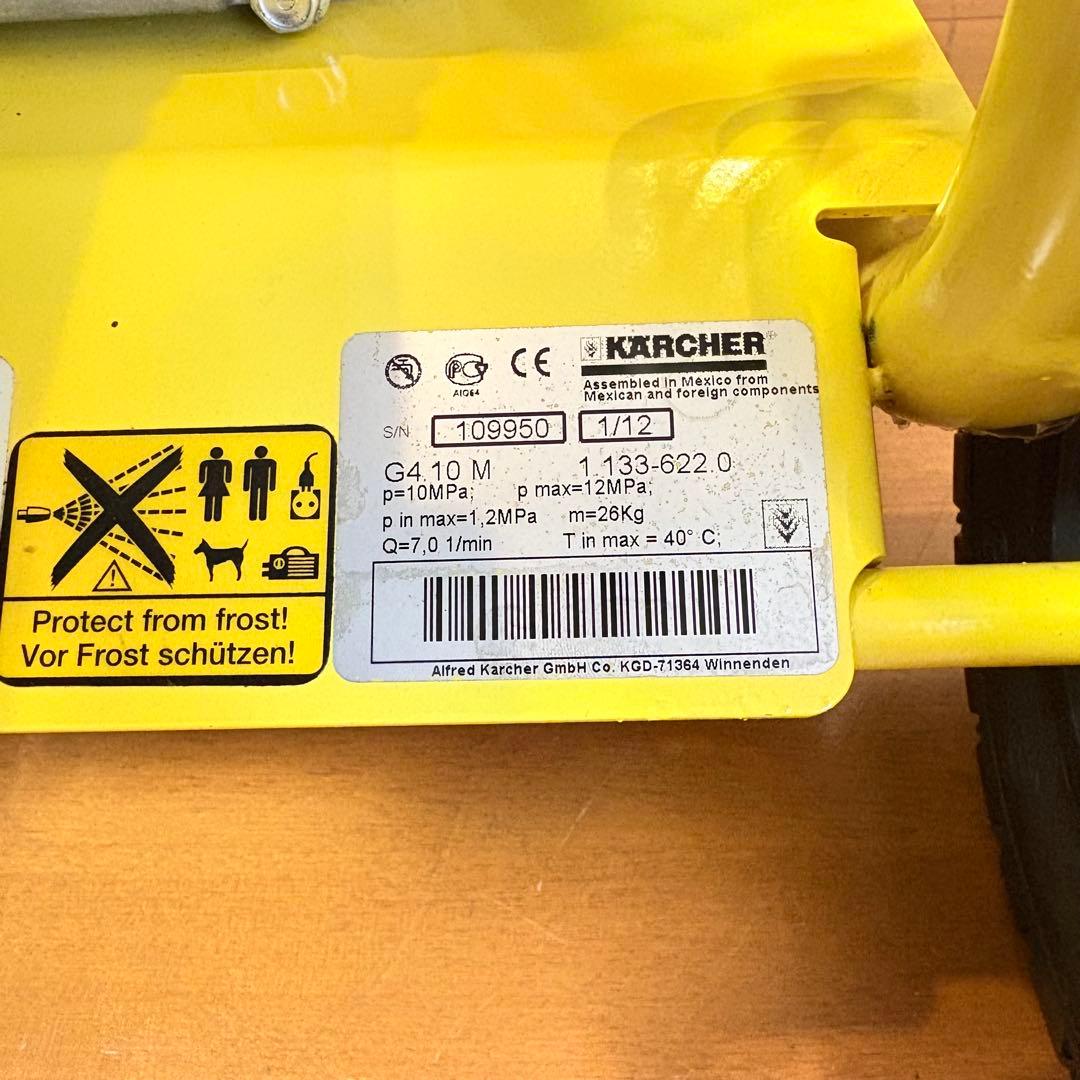 KÄRCHER
Assembled in Mexico from
Mexican and foreign components
PG
CE
S/N 109950 1/12
G4.10 M 1.133-622.0
p=10MPa; p max=12MPa;
p in max=1,2MPa m=26Kg
Q=7,0 1/min T in max = 40° C;
Alfred Karcher GmbH Co. KGD-71364 Winnenden
Protect from frost!
Vor Frost schützen!